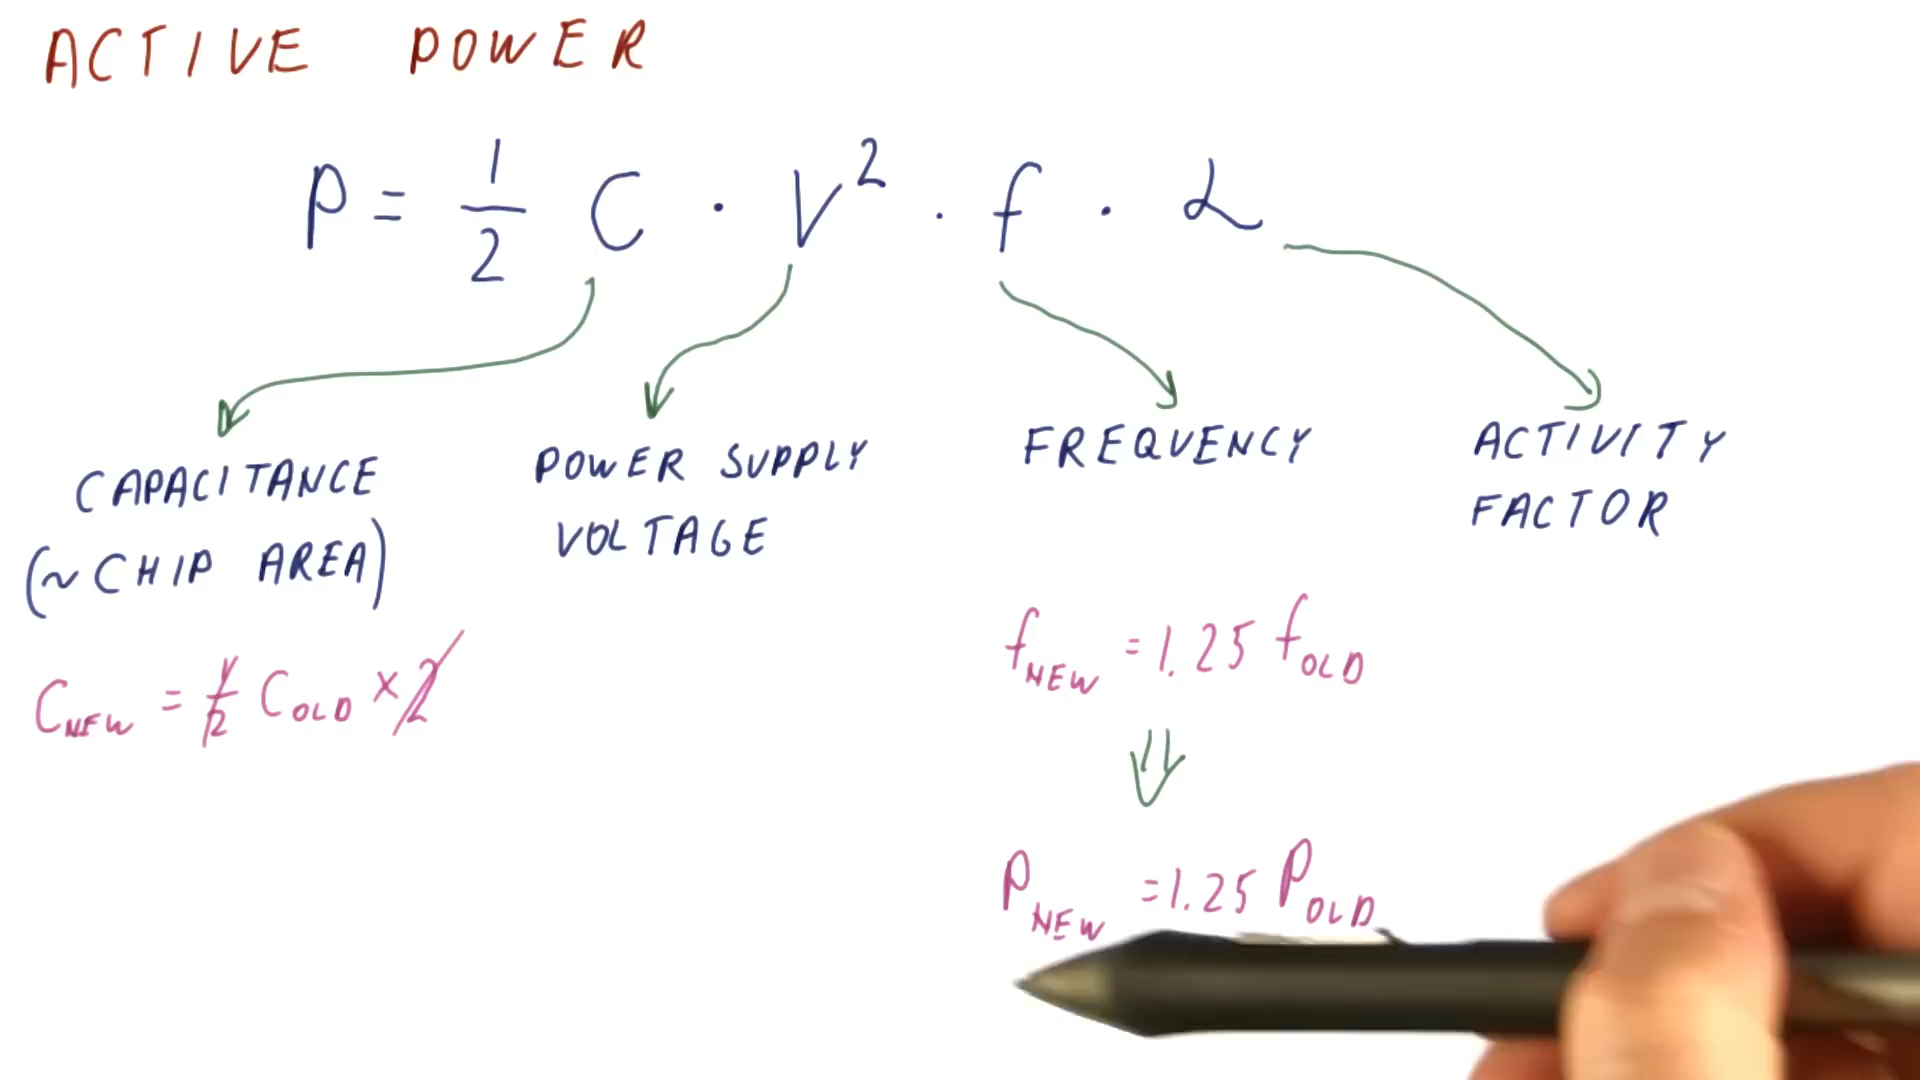 ACTIVE POWER
P = 1/2 C · V² · f · α
CAPACITANCE
(~CHIP AREA)
POWER SUPPLY
VOLTAGE
FREQUENCY
ACTIVITY
FACTOR
C_NEW = 1/2 C_OLD × 2
f_NEW = 1.25 f_OLD
P_NEW = 1.25 P_OLD